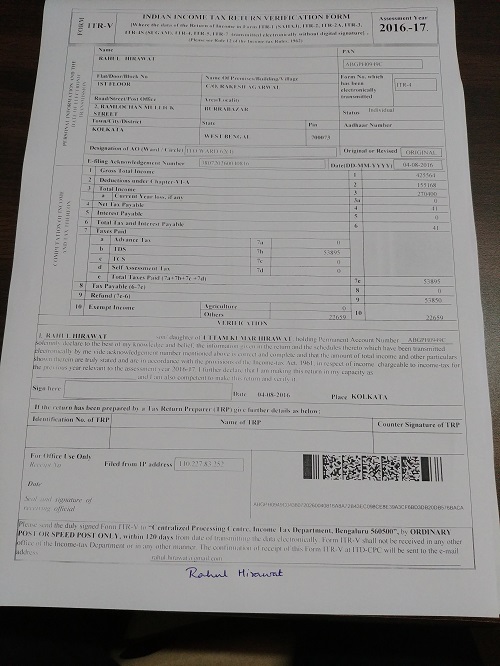 FORM
ITR-V
INDIAN INCOME TAX RETURN VERIFICATION FORM
[Where the data of the Return of Income in Form ITR-1 (SAHAJ), ITR-2, ITR-2A, ITR-3,
ITR-4S (SUGAM), ITR-4, ITR-5, ITR-7 transmitted electronically without digital signature] .
(Please see Rule 12 of the Income-tax Rules, 1962)
Assessment Year
2016-17.
PERSONAL INFORMATION AND THE
Name
RAHUL HIRAWAT
PAN
Flat/Door/Block No
1ST FLOOR
Name Of Premises/Building/Village
C/O. RAKESH AGARWAL
Form No. which
has been
electronically
transmitted
ITR-4
Road/Street/Post Office
2, RAMLOCHAN MULLICK
STREET
Area/Locality
BURRABAZAR
Status
Individual
Town/City/District
KOLKATA
State
WEST BENGAL
Pin
700073
Aadhaar Number
Designation of AO (Ward / Circle)
Original or Revised
ORIGINAL
E-filing Acknowledgement Number
Date(DD-MM-YYYY)
04-08-2016
COMPUTATION OF INCOME
AND TAX THEREON
1 Gross Total Income 1 425364
2 Deductions under Chapter-VI-A 2 155168
3 Total Income 3 270490
a Current Year loss, if any 3a 0
4 Net Tax Payable 4 41
5 Interest Payable 5 0
6 Total Tax and Interest Payable 6 41
7 Taxes Paid
a Advance Tax 7a 0
b TDS 7b 53895
c TCS 7c 0
d Self Assessment Tax 7d 0
e Total Taxes Paid (7a+7b+7c +7d) 7e 53895
8 Tax Payable (6-7e) 8 0
9 Refund (7e-6) 9 53850
10 Exempt Income Agriculture 0
Others 22659 10 22659
VERIFICATION
I, RAHUL HIRAWAT son/ daughter of UTTAM KUMAR HIRAWAT, holding Permanent Account Number
solemnly declare to the best of my knowledge and belief, the information given in the return and the schedules thereto which have been transmitted
electronically by me vide acknowledgement number mentioned above is correct and complete and that the amount of total income and other particulars
shown therein are truly stated and are in accordance with the provisions of the Income-tax Act, 1961, in respect of income chargeable to income-tax for
the previous year relevant to the assessment year 2016-17. I further declare that I am making this return in my capacity as
and I am also competent to make this return and verify it.
Sign here
Date 04-08-2016
Place KOLKATA
If the return has been prepared by a Tax Return Preparer (TRP) give further details as below:
Identification No. of TRP
Name of TRP
Counter Signature of TRP
For Office Use Only
Receipt No
Filed from IP address
110.227.83.252
Date
Seal and signature of
receiving official
Please send the duly signed Form ITR-V to "Centralized Processing Centre, Income Tax Department, Bengaluru 560500", by ORDINARY
POST OR SPEED POST ONLY, within 120 days from date of transmitting the data electronically. Form ITR-V shall not be received in any other
office of the Income-tax Department or in any other manner. The confirmation of receipt of this Form ITR-V at ITD-CPC will be sent to the e-mail
address
Rahul Hirawat